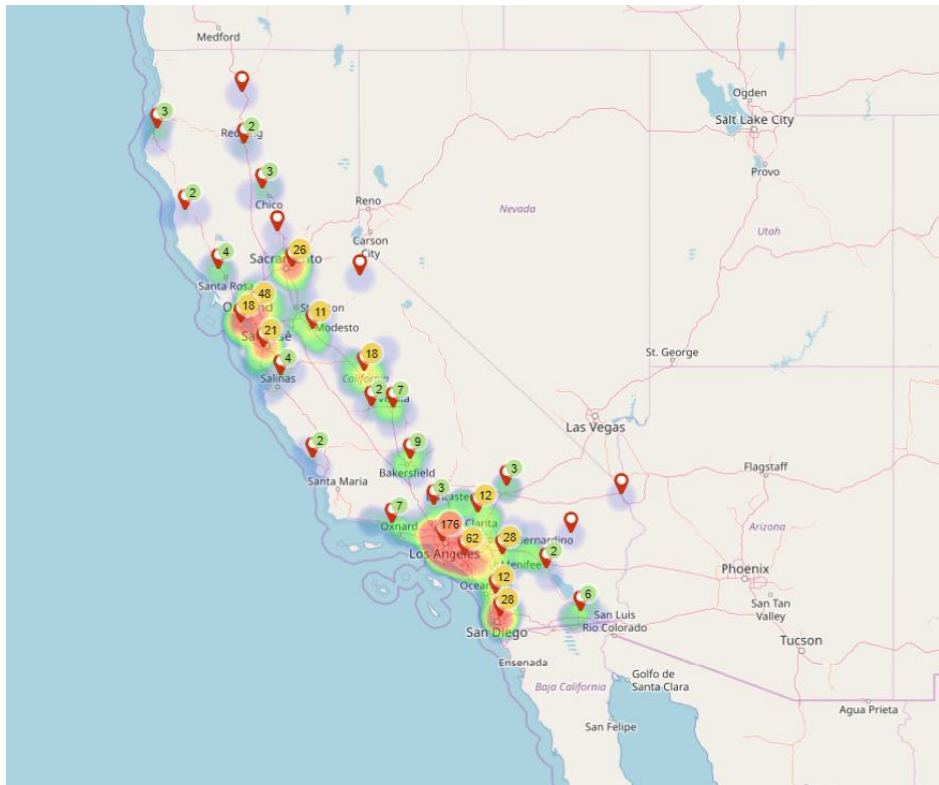 Medford
Ogden
Salt Lake City
Provo
3
2
3
Chico
2
Reno
Nevada
Carson
City
Utah
26
Sacramento
4
Santa Rosa
48
18
11
Modesto
21
4
Salinas
18
California
St. George
2
7
Las Vegas
2
9
Bakersfield
Santa Maria
3
3
Flagstaff
12
7
Oxnard
Clarita
176
62
Los Angeles
28
2
Menifee
Arizona
Phoenix
12
28
San Diego
6
San Luis
Rio Colorado
San Tan
Valley
Tucson
Ensenada
Baja California
Golfo de
Santa Clara
San Felipe
Agua Prieta